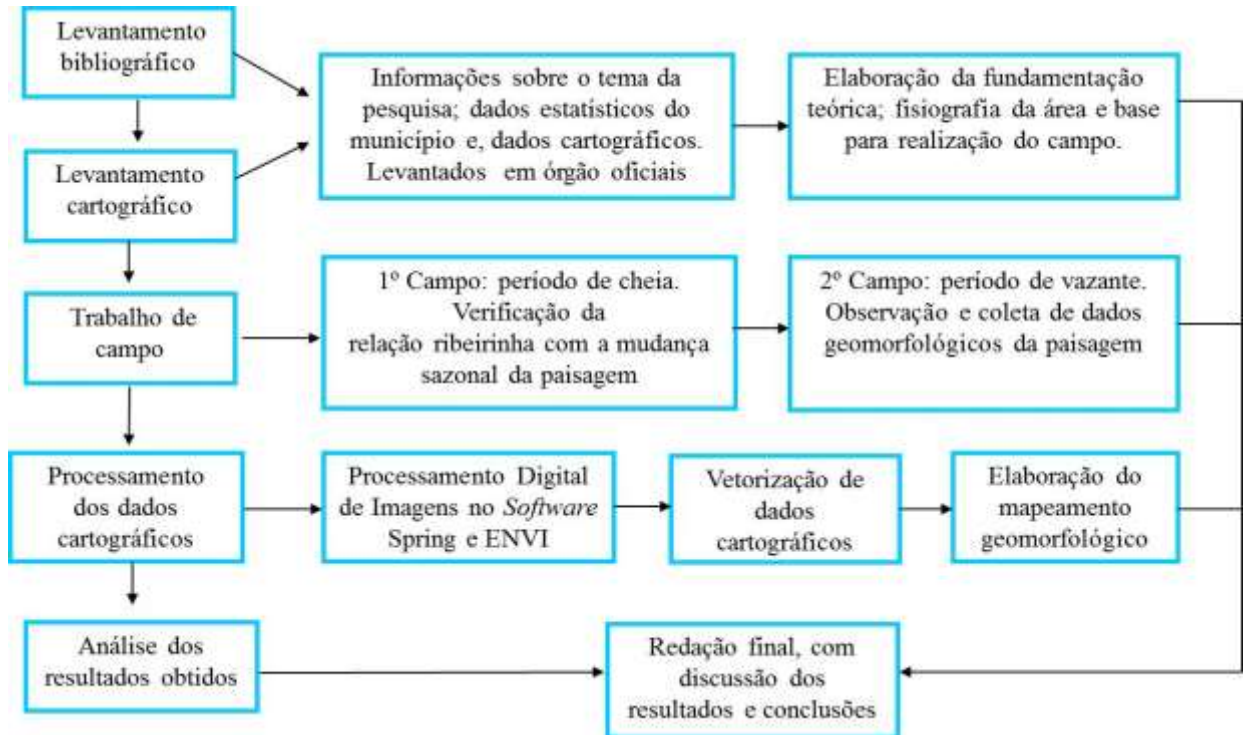 Levantamento
bibliográfico
Informações sobre o tema da
pesquisa; dados estatísticos do
município e, dados cartográficos.
Levantados em órgão oficiais
Elaboração da fundamentação
teórica; fisiografia da área e base
para realização do campo.
Levantamento
cartográfico
Trabalho de
campo
1º Campo: período de cheia.
Verificação da
relação ribeirinha com a mudança
sazonal da paisagem
2º Campo: período de vazante.
Observação e coleta de dados
geomorfológicos da paisagem
Processamento
dos dados
cartográficos
Processamento Digital
de Imagens no Software
Spring e ENVI
Vetorização de
dados
cartográficos
Elaboração do
mapeamento
geomorfológico
Análise dos
resultados obtidos
Redação final, com
discussão dos
resultados e conclusões